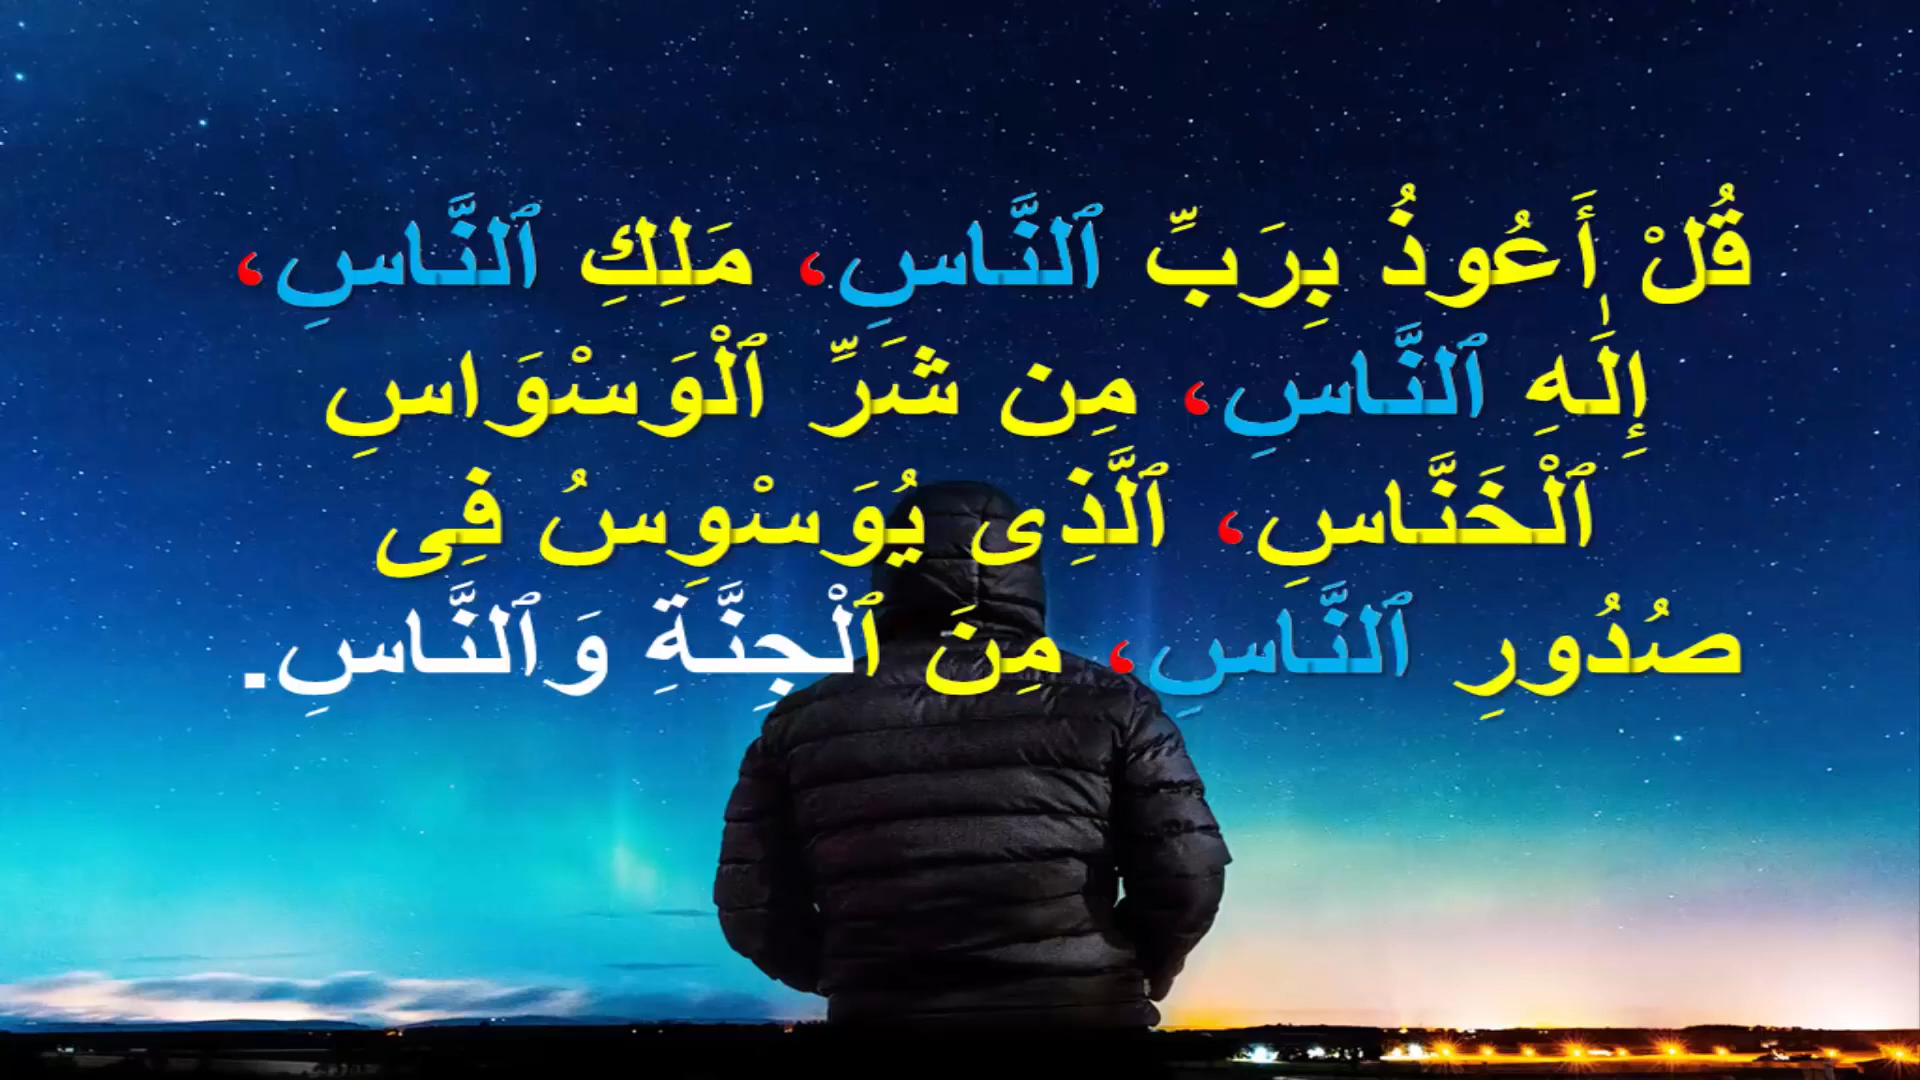 قُلْ أَعُوذُ بِرَبِّ ٱلنَّاسِ، مَلِكِ ٱلنَّاسِ،
إِلَٰهِ ٱلنَّاسِ، مِن شَرِّ ٱلْوَسْوَاسِ
ٱلْخَنَّاسِ، ٱلَّذِى يُوَسْوِسُ فِى
صُدُورِ ٱلنَّاسِ، مِنَ ٱلْجِنَّةِ وَٱلنَّاسِ.